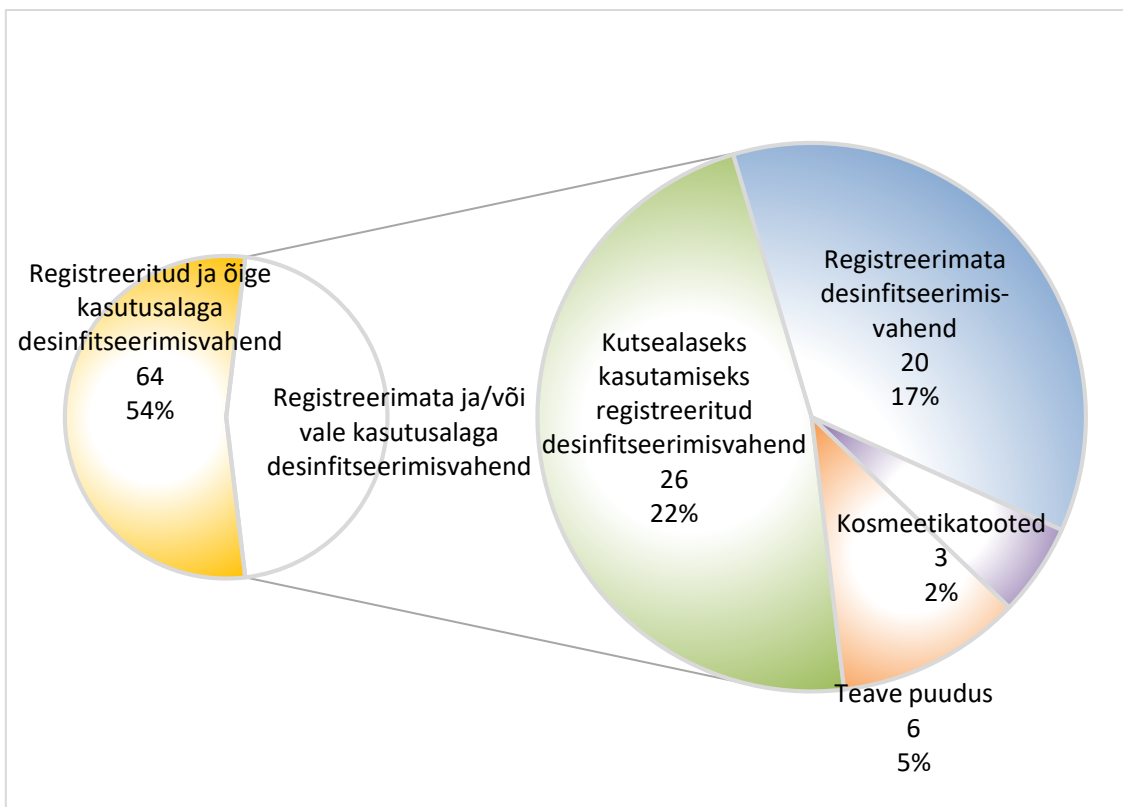 Registreeritud ja õige
kasutusalaga
desinfitseerimisvahend
64
54%
Registreerimata ja/või
vale kasutusalaga
desinfitseerimisvahend
Kutsealaseks
kasutamiseks
registreeritud
desinfitseerimisvahend
26
22%
Registreerimata
desinfitseerimis-
vahend
20
17%
Kosmeetikatooted
3
2%
Teave puudus
6
5%